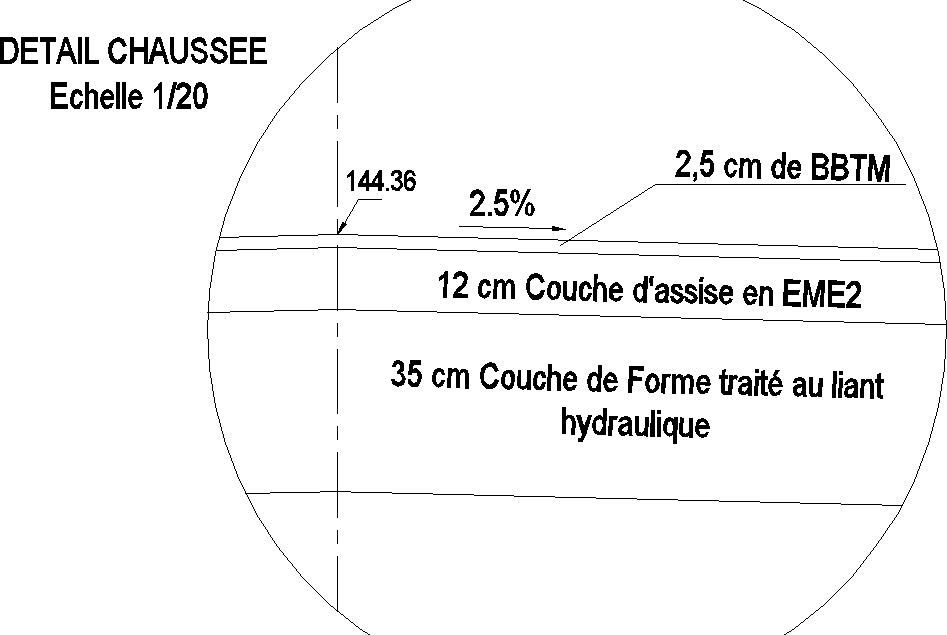 DETAIL CHAUSSEE
Echelle 1/20
2,5 cm de BBTM
144.36
2.5%
12 cm Couche d'assise en EME2
35 cm Couche de Forme traité au liant
hydraulique